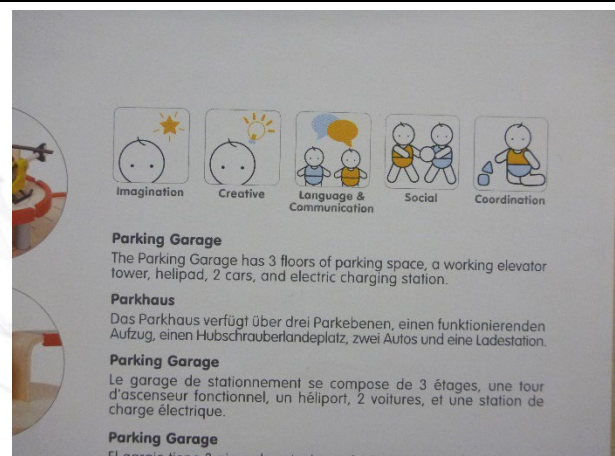 Imagination
Creative
Language &
Communication
Social
Coordination
Parking Garage
The Parking Garage has 3 floors of parking space, a working elevator
tower, helipad, 2 cars, and electric charging station.
Parkhaus
Das Parkhaus verfügt über drei Parkebenen, einen funktionierenden
Aufzug, einen Hubschrauberlandeplatz, zwei Autos und eine Ladestation.
Parking Garage
Le garage de stationnement se compose de 3 étages, une tour
d'ascenseur fonctionnel, un héliport, 2 voitures, et une station de
charge électrique.
Parking Garage